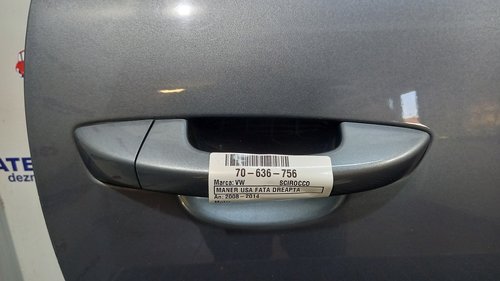 ATE
dezm
70-636-756
Marca: VW SCIROCCO
MANER USA FATA DREAPTA
An: 2008-2014